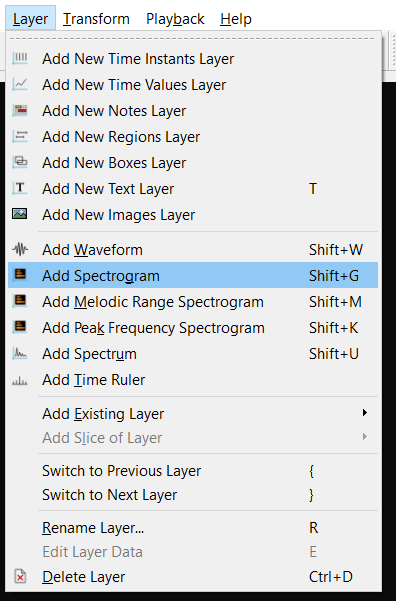 Layer Transform Playback Help
Add New Time Instants Layer
Add New Time Values Layer
Add New Notes Layer
Add New Regions Layer
Add New Boxes Layer
Add New Text Layer T
Add New Images Layer
Add Waveform Shift+W
Add Spectrogram Shift+G
Add Melodic Range Spectrogram Shift+M
Add Peak Frequency Spectrogram Shift+K
Add Spectrum Shift+U
Add Time Ruler
Add Existing Layer
Add Slice of Layer
Switch to Previous Layer {
Switch to Next Layer }
Rename Layer... R
Edit Layer Data E
Delete Layer Ctrl+D